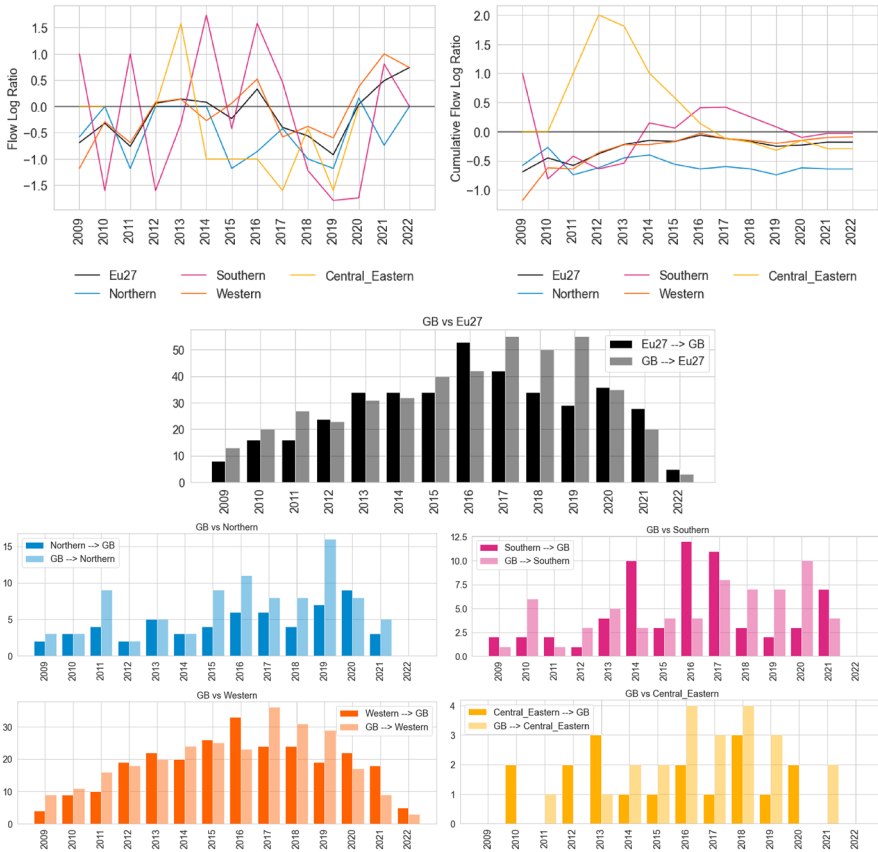 Flow Log Ratio
1.5
1.0
0.5
0.0
−0.5
−1.0
−1.5
2009 2010 2011 2012 2013 2014 2015 2016 2017 2018 2019 2020 2021 2022
Cumulative Flow Log Ratio
2.0
1.5
1.0
0.5
0.0
−0.5
−1.0
2009 2010 2011 2012 2013 2014 2015 2016 2017 2018 2019 2020 2021 2022
Eu27 Southern Central_Eastern
Northern Western
Eu27 Southern Central_Eastern
Northern Western
GB vs Eu27
Eu27 --> GB
GB --> Eu27
50
40
30
20
10
0
2009 2010 2011 2012 2013 2014 2015 2016 2017 2018 2019 2020 2021 2022
GB vs Northern
Northern --> GB
GB --> Northern
15
10
5
0
2009 2010 2011 2012 2013 2014 2015 2016 2017 2018 2019 2020 2021 2022
GB vs Southern
Southern --> GB
GB --> Southern
12.5
10.0
7.5
5.0
2.5
0.0
2009 2010 2011 2012 2013 2014 2015 2016 2017 2018 2019 2020 2021 2022
GB vs Western
Western --> GB
GB --> Western
30
20
10
0
2009 2010 2011 2012 2013 2014 2015 2016 2017 2018 2019 2020 2021 2022
GB vs Central_Eastern
Central_Eastern --> GB
GB --> Central_Eastern
4
3
2
1
0
2009 2010 2011 2012 2013 2014 2015 2016 2017 2018 2019 2020 2021 2022